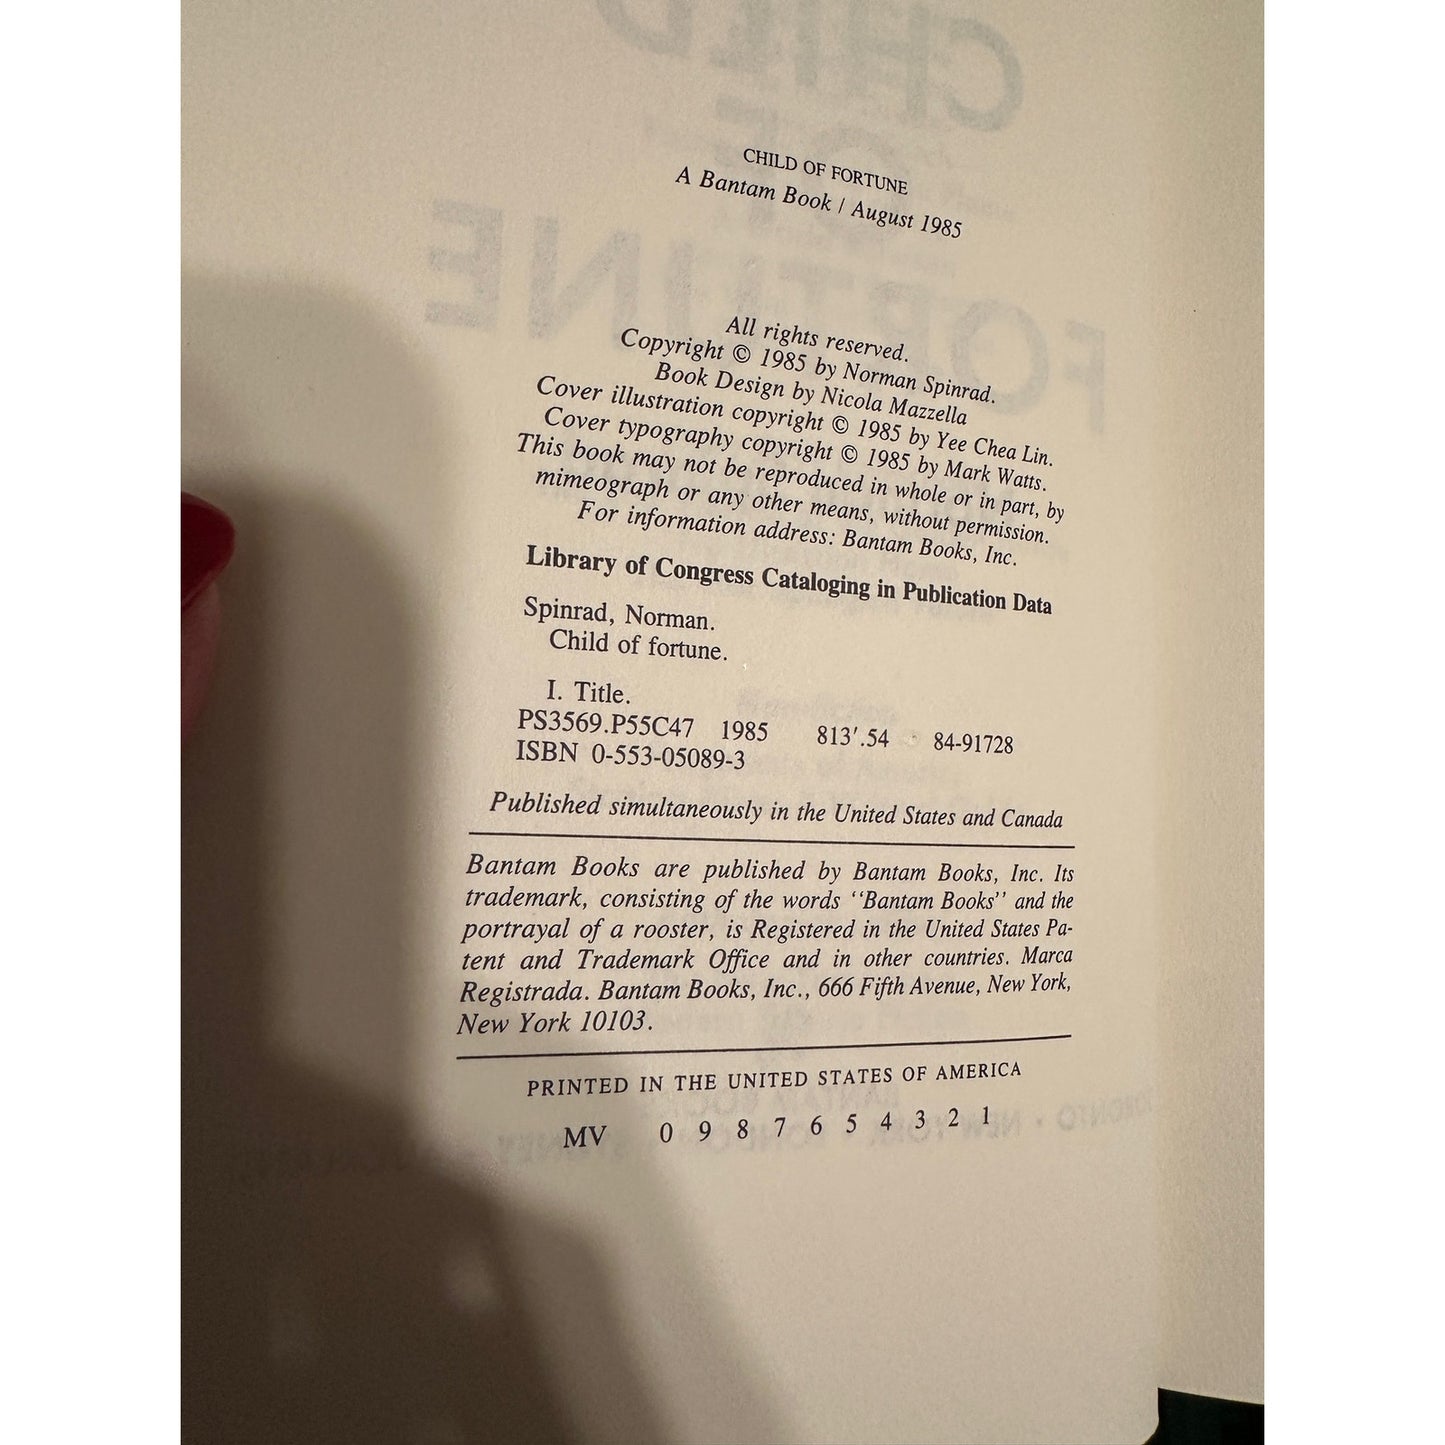 CHILD OF FORTUNE
A Bantam Book / August 1985
All rights reserved.
Copyright © 1985 by Norman Spinrad.
Book Design by Nicola Mazzella
Cover illustration copyright © 1985 by Yee Chea Lin.
Cover typography copyright © 1985 by Mark Watts.
This book may not be reproduced in whole or in part, by
mimeograph or any other means, without permission.
For information address: Bantam Books, Inc.
Library of Congress Cataloging in Publication Data
Spinrad, Norman.
Child of fortune.
I. Title.
PS3569.P55C47 1985 813'.54 84-91728
ISBN 0-553-05089-3
Published simultaneously in the United States and Canada
Bantam Books are published by Bantam Books, Inc. Its
trademark, consisting of the words ''Bantam Books'' and the
portrayal of a rooster, is Registered in the United States Pa-
tent and Trademark Office and in other countries. Marca
Registrada. Bantam Books, Inc., 666 Fifth Avenue, New York,
New York 10103.
PRINTED IN THE UNITED STATES OF AMERICA
MV 0 9 8 7 6 5 4 3 2 1